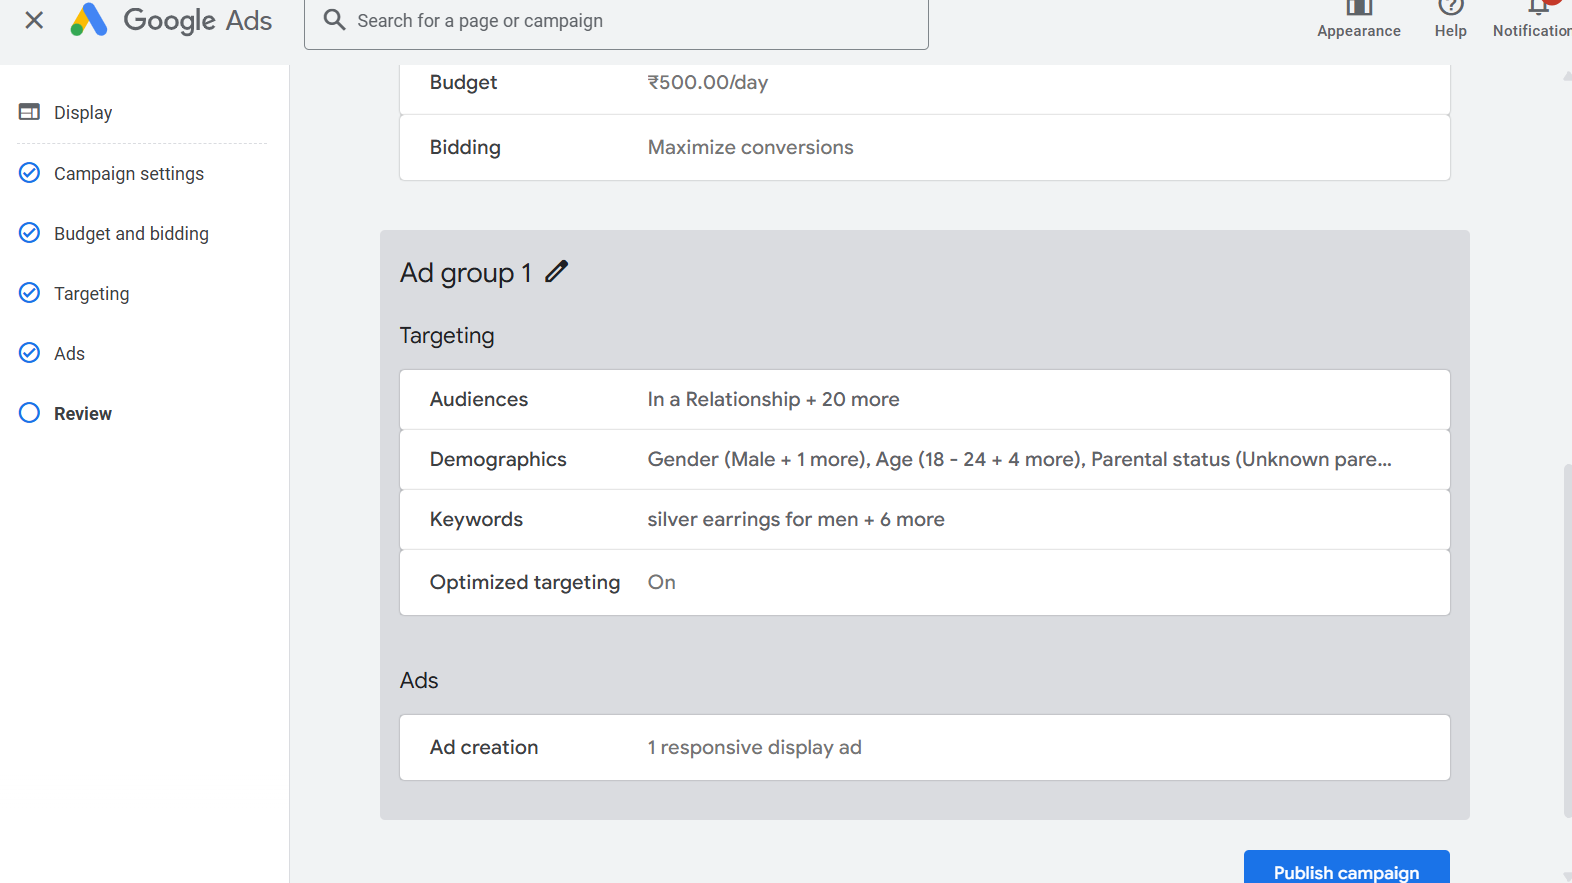 Google Ads
Search for a page or campaign
Appearance
Help
Notification
Display
Campaign settings
Budget and bidding
Targeting
Ads
Review
Budget ₹500.00/day
Bidding Maximize conversions
Ad group 1
Targeting
Audiences In a Relationship + 20 more
Demographics Gender (Male + 1 more), Age (18 - 24 + 4 more), Parental status (Unknown pare...
Keywords silver earrings for men + 6 more
Optimized targeting On
Ads
Ad creation 1 responsive display ad
Publish campaign